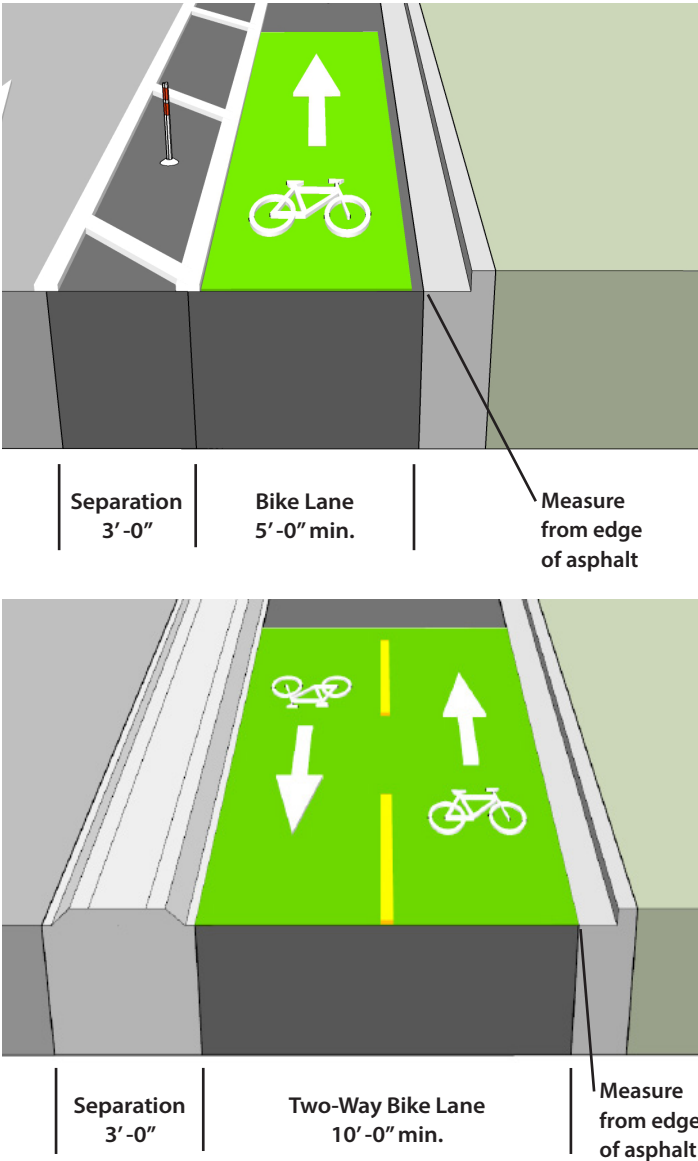 Separation
3'-0"
Bike Lane
5'-0" min.
Measure
from edge
of asphalt
Separation
3'-0"
Two-Way Bike Lane
10'-0" min.
Measure
from edge
of asphalt